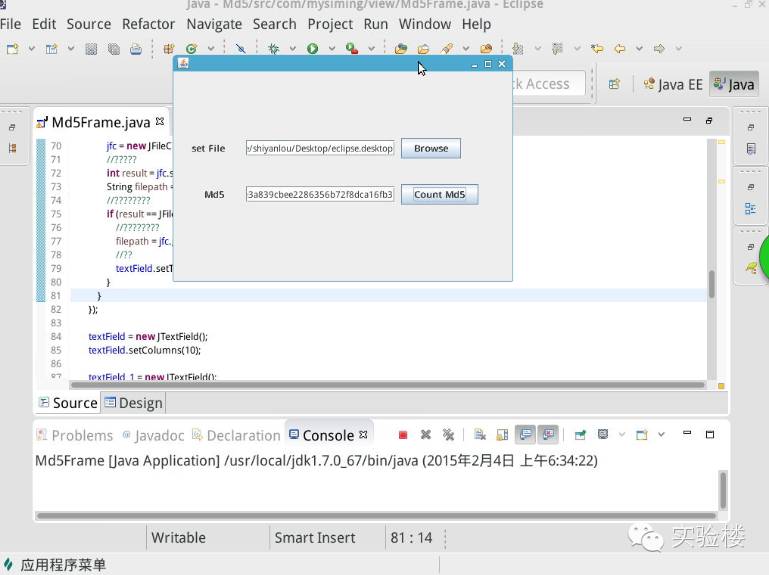 Java - Md5/src/com/mysiming/view/Md5Frame.java - Eclipse
File Edit Source Refactor Navigate Search Project Run Window Help
ck Access
Java EE
Java
Md5Frame.java
set File
/shiyanlou/Desktop/eclipse.desktop
Browse
Md5
3a839cbee2286356b72f8dca16fb3
Count Md5
70 jfc = new JFileC
71 //?????
72 int result = jfc.s
73 String filepath =
74 //????????
75 if (result == JFile
76 //????????
77 filepath = jfc.
78 //??
79 textField.setT
80 }
81 }
82 });
83
84 textField = new JTextField();
85 textField.setColumns(10);
86
87 textField_1 = new JTextField();
Source Design
Problems @ Javadoc Declaration Console
Md5Frame [Java Application] /usr/local/jdk1.7.0_67/bin/java (2015年2月4日 上午6:34:22)
Writable Smart Insert 81 : 14
实验楼
应用程序菜单